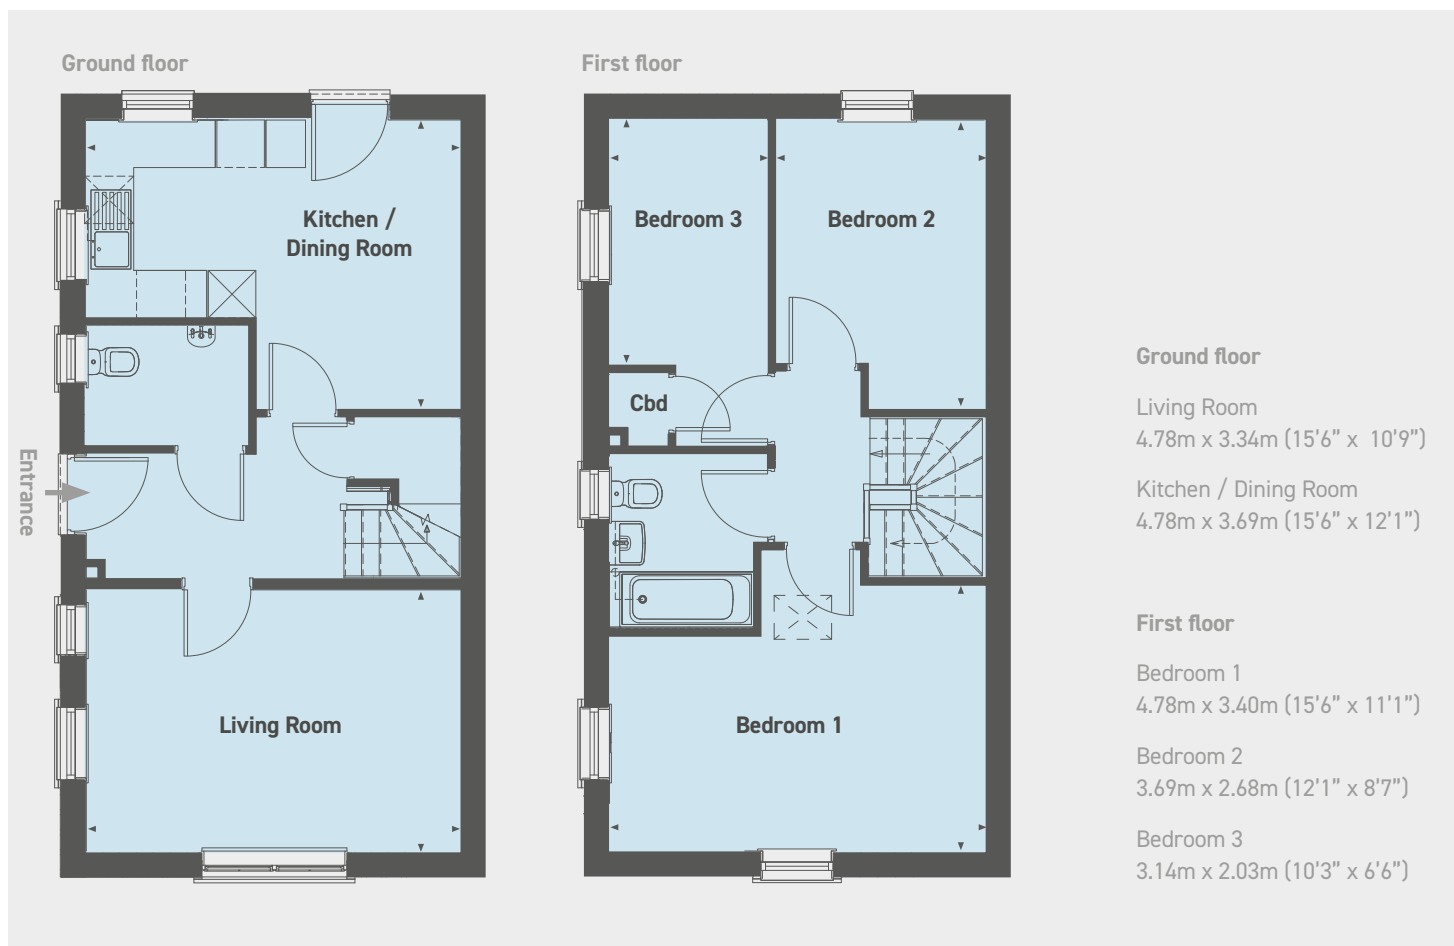 Ground floor
First floor
Kitchen /
Dining Room
Bedroom 3
Bedroom 2
Cbd
Entrance
Living Room
Bedroom 1
Ground floor
Living Room
4.78m x 3.34m (15’6” x 10’9”)
Kitchen / Dining Room
4.78m x 3.69m (15’6” x 12’1”)
First floor
Bedroom 1
4.78m x 3.40m (15’6” x 11’1”)
Bedroom 2
3.69m x 2.68m (12’1” x 8’7”)
Bedroom 3
3.14m x 2.03m (10’3” x 6’6”)